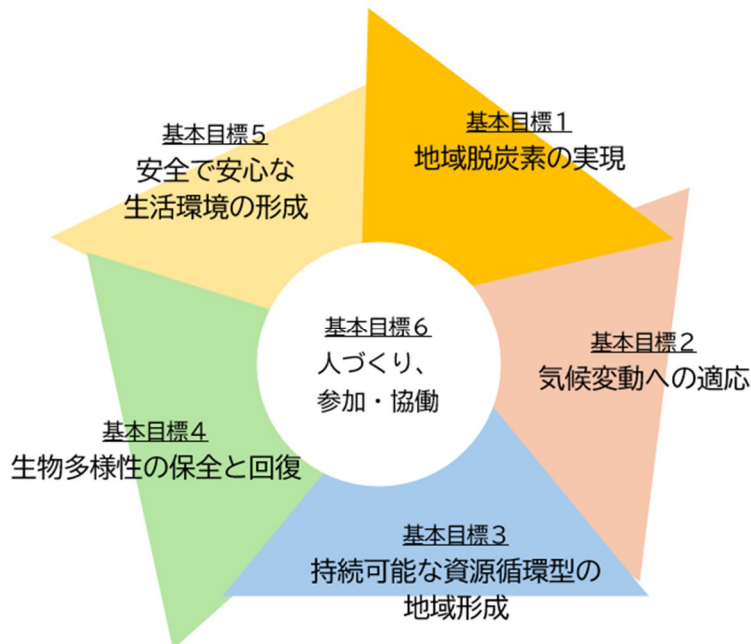 基本目標1
地域脱炭素の実現
基本目標2
気候変動への適応
基本目標3
持続可能な資源循環型の
地域形成
基本目標4
生物多様性の保全と回復
基本目標5
安全で安心な
生活環境の形成
基本目標6
人づくり、
参加・協働